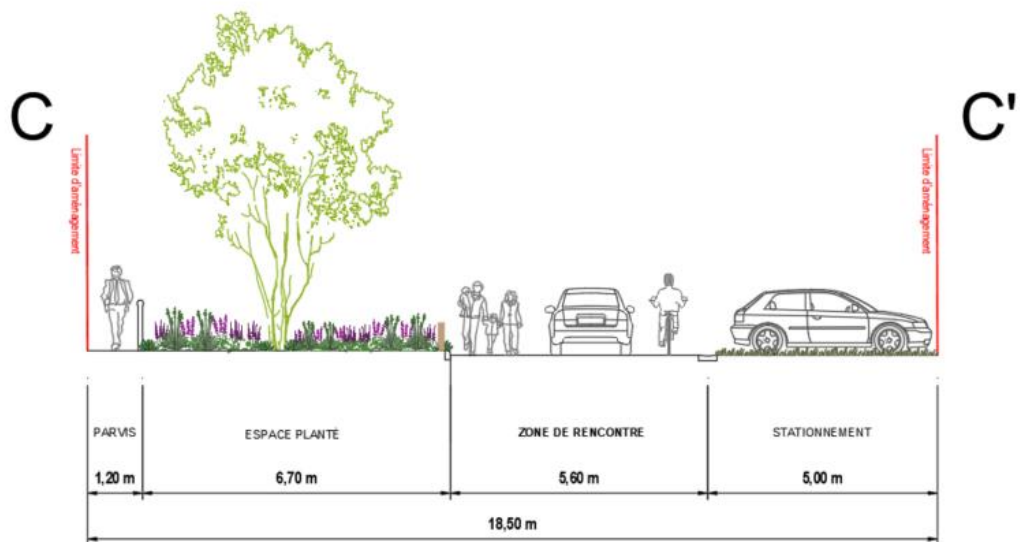 C
C'
Limite d'aménagement
Limite d'aménagement
PARVIS
ESPACE PLANTÉ
ZONE DE RENCONTRE
STATIONNEMENT
1,20 m
6,70 m
5,60 m
5,00 m
18,50 m